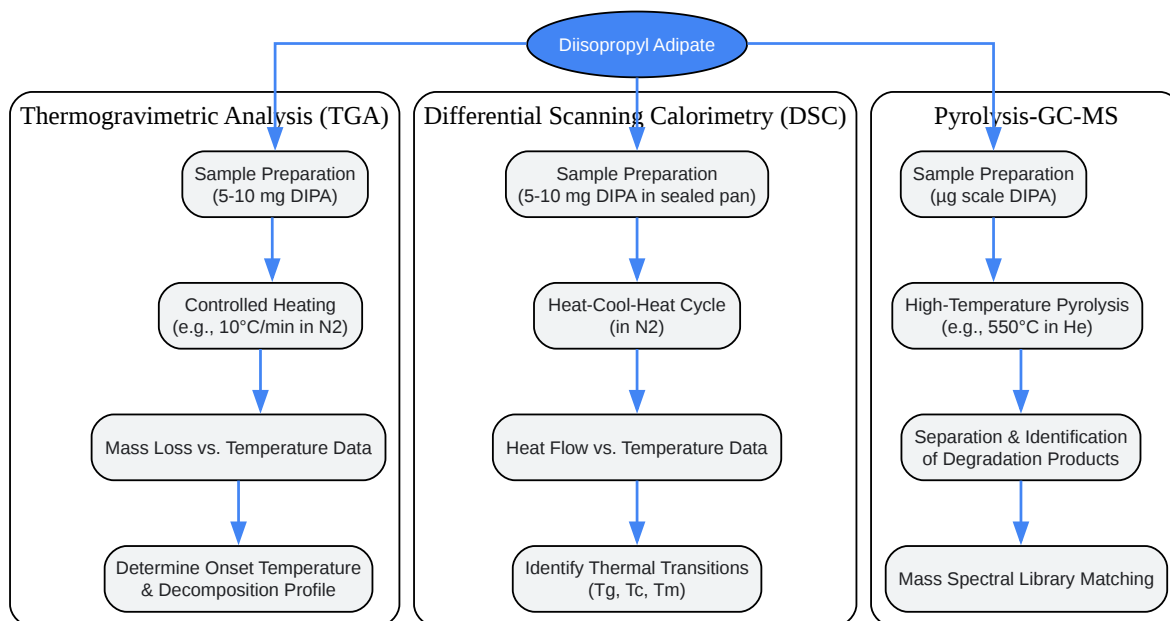 Diisopropyl Adipate
Thermogravimetric Analysis (TGA)
Sample Preparation
(5-10 mg DIPA)
Controlled Heating
(e.g., 10°C/min in N2)
Mass Loss vs. Temperature Data
Determine Onset Temperature
& Decomposition Profile
Differential Scanning Calorimetry (DSC)
Sample Preparation
(5-10 mg DIPA in sealed pan)
Heat-Cool-Heat Cycle
(in N2)
Heat Flow vs. Temperature Data
Identify Thermal Transitions
(Tg, Tc, Tm)
Pyrolysis-GC-MS
Sample Preparation
(µg scale DIPA)
High-Temperature Pyrolysis
(e.g., 550°C in He)
Separation & Identification
of Degradation Products
Mass Spectral Library Matching